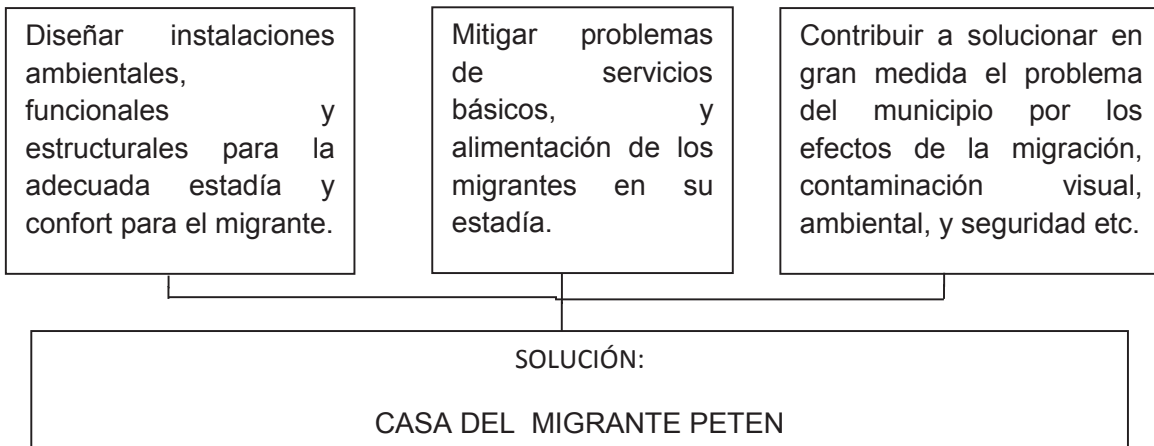 Diseñar instalaciones
ambientales,
funcionales y
estructurales para la
adecuada estadía y
confort para el migrante.
Mitigar problemas
de servicios
básicos, y
alimentación de los
migrantes en su
estadía.
Contribuir a solucionar en
gran medida el problema
del municipio por los
efectos de la migración,
contaminación visual,
ambiental, y seguridad etc.
SOLUCIÓN:
CASA DEL MIGRANTE PETEN